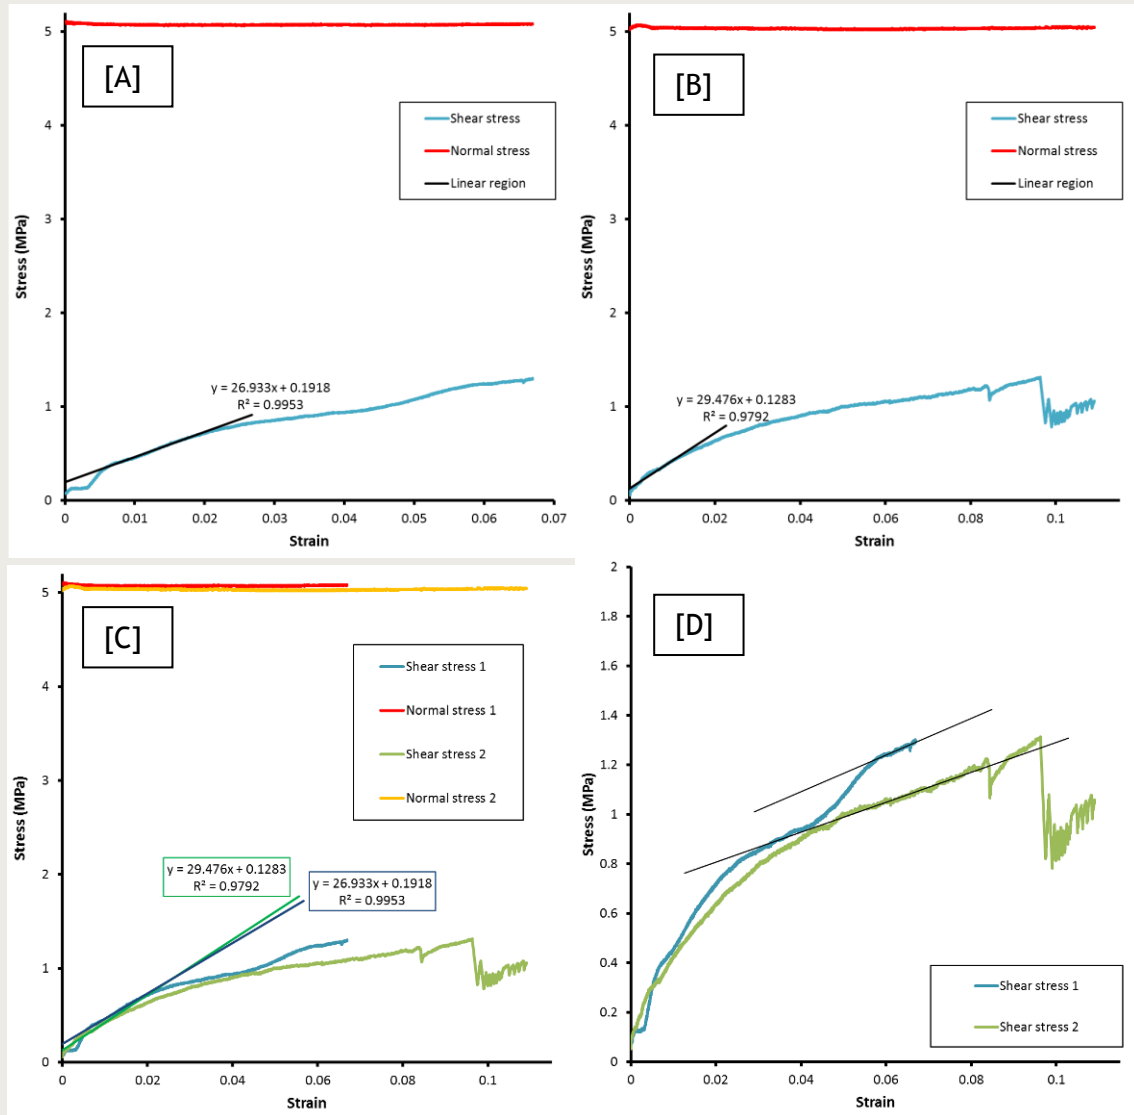 [A]
Stress (MPa)
5
4
3
2
1
0
Shear stress
Normal stress
Linear region
y = 26.933x + 0.1918
R² = 0.9953
0 0.01 0.02 0.03 0.04 0.05 0.06 0.07
Strain
[B]
Stress (MPa)
5
4
3
2
1
0
Shear stress
Normal stress
Linear region
y = 29.476x + 0.1283
R² = 0.9792
0 0.02 0.04 0.06 0.08 0.1
Strain
[C]
Stress (MPa)
5
4
3
2
1
0
Shear stress 1
Normal stress 1
Shear stress 2
Normal stress 2
y = 29.476x + 0.1283
R² = 0.9792
y = 26.933x + 0.1918
R² = 0.9953
0 0.02 0.04 0.06 0.08 0.1
Strain
[D]
Stress (MPa)
2
1.8
1.6
1.4
1.2
1
0.8
0.6
0.4
0.2
0
Shear stress 1
Shear stress 2
0 0.02 0.04 0.06 0.08 0.1
Strain